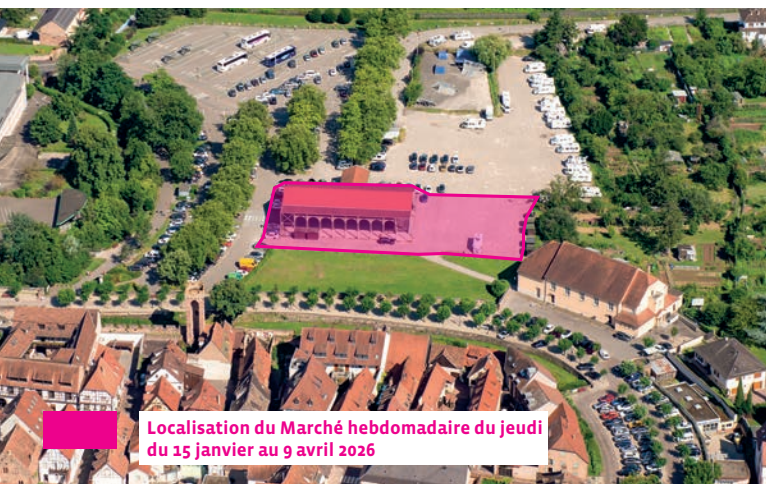 Localisation du Marché hebdomadaire du jeudi
du 15 janvier au 9 avril 2026